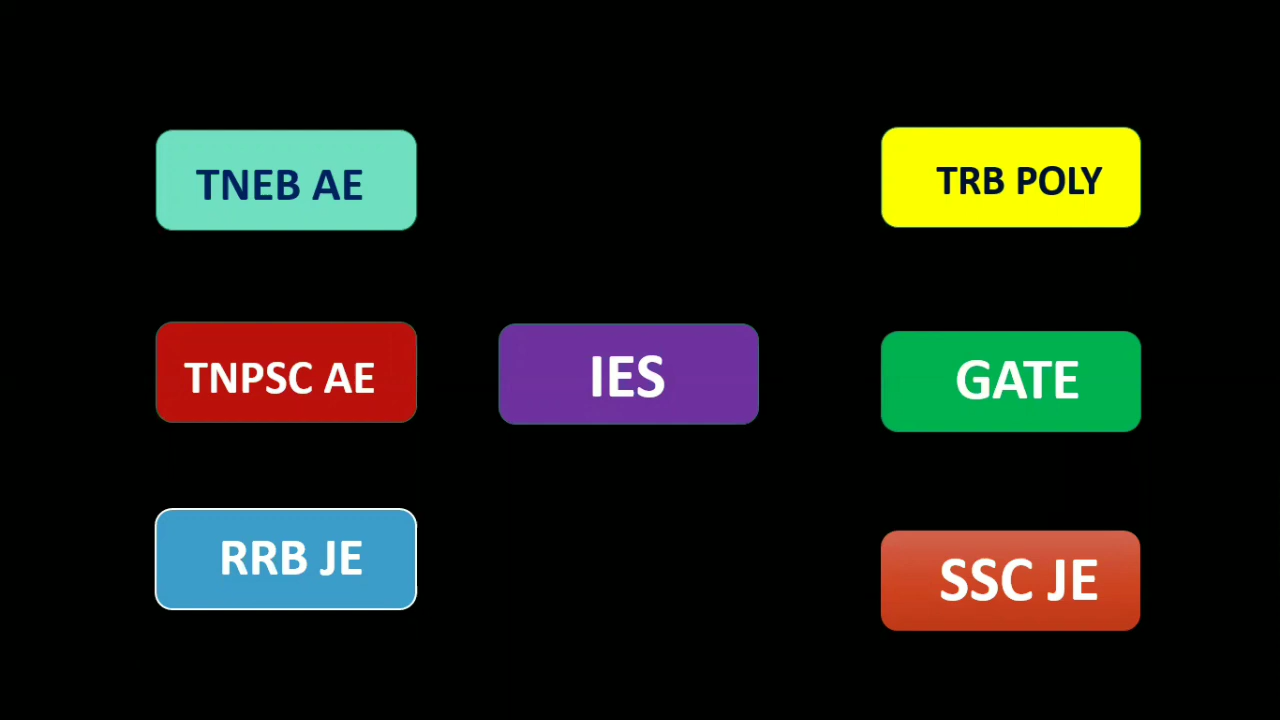 TNEB AE
TRB POLY
TNPSC AE
IES
GATE
RRB JE
SSC JE